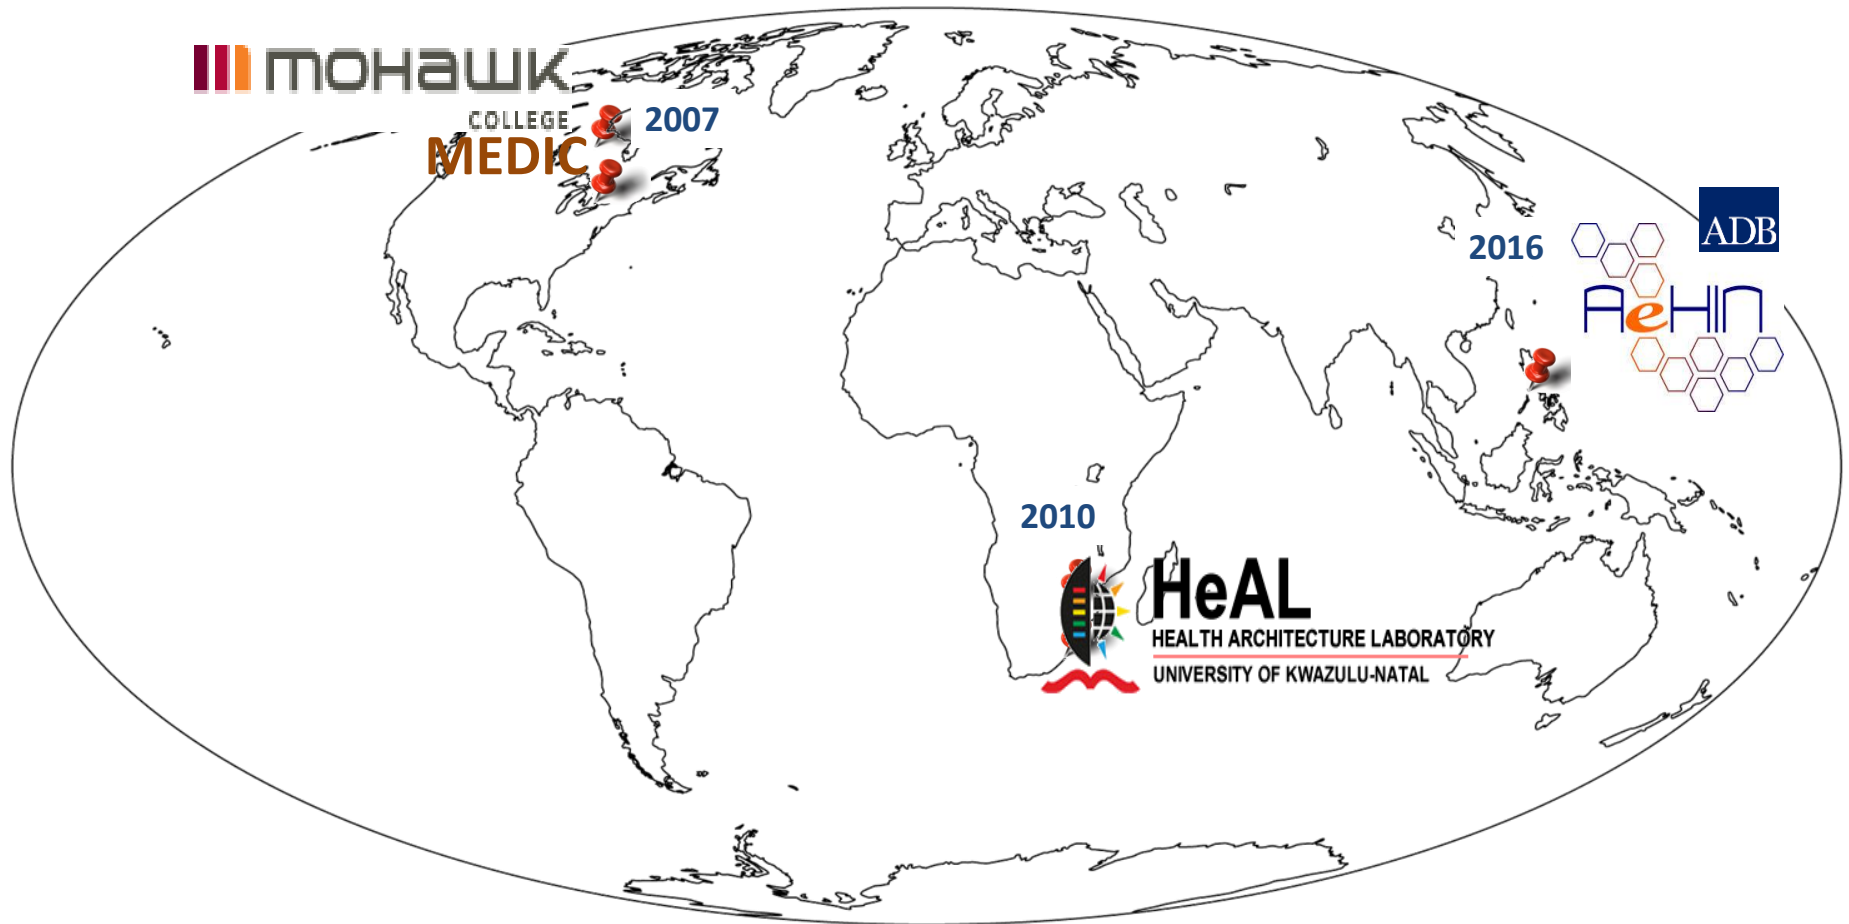 mohawk
COLLEGE
MEDIC
2007
2016
ADB
AeHIN
2010
HeAL
HEALTH ARCHITECTURE LABORATORY
UNIVERSITY OF KWAZULU-NATAL